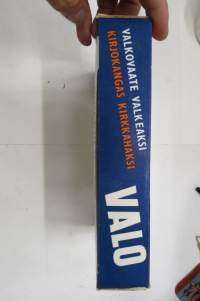 VALKOVAATE VALKEAKSI
KIRJOKANGAS KIRKKAHAKSI
VALO